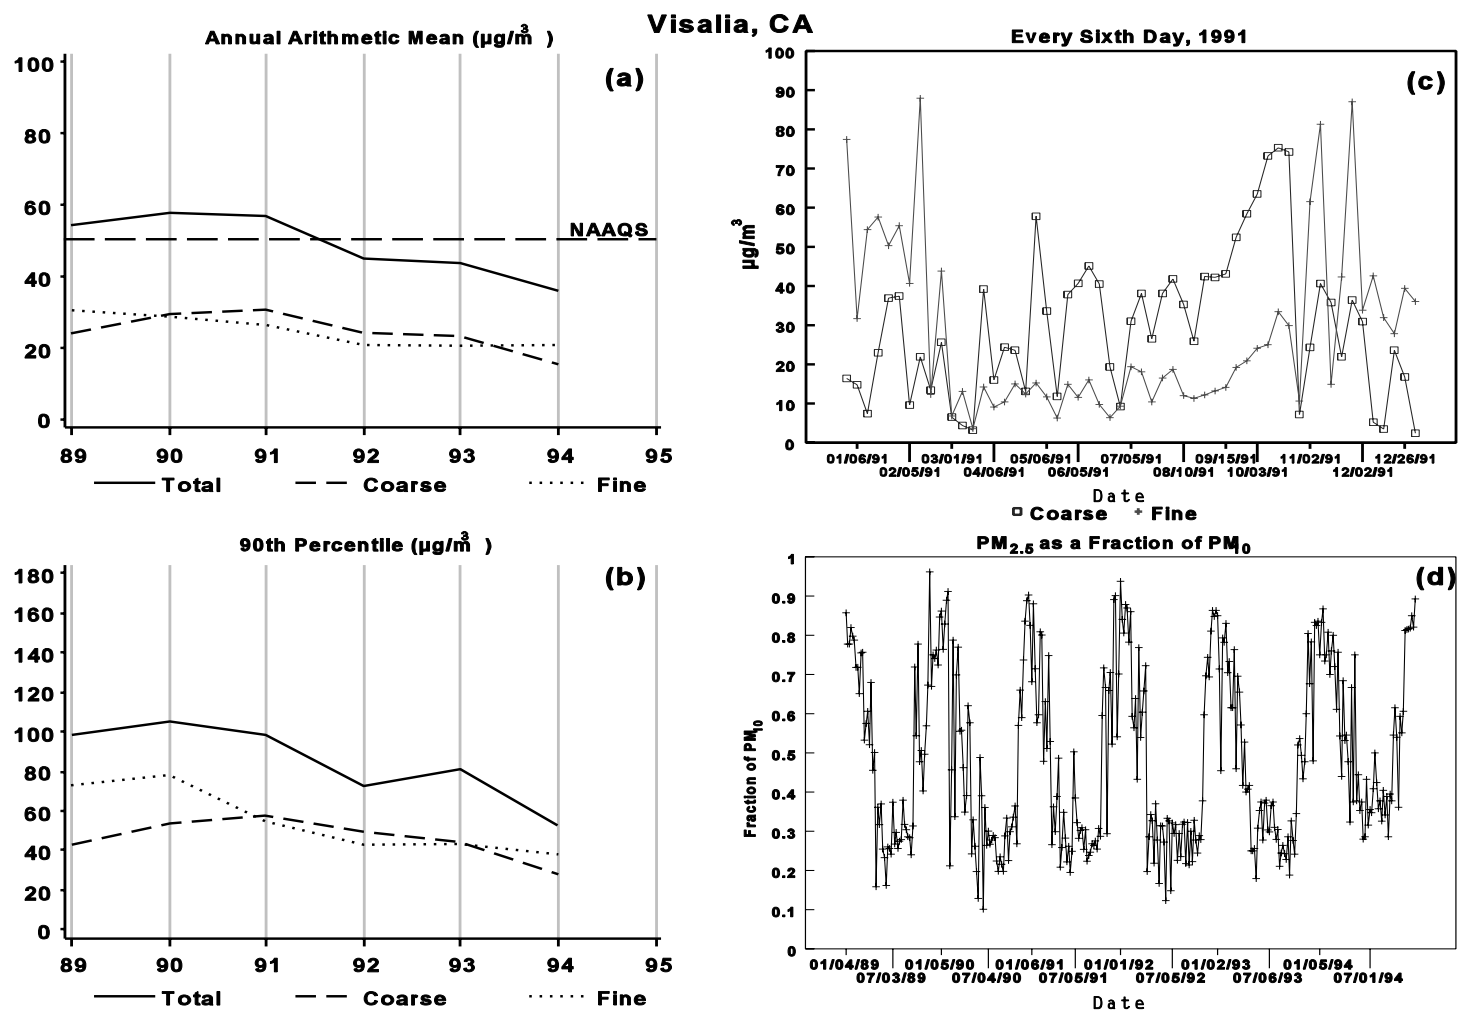 Visalia, CA
Annual Arithmetic Mean (µg/m³ )
(a)
100
80
60
40
20
0
NAAQS
89 90 91 92 93 94 95
Total Coarse Fine
90th Percentile (µg/m³ )
(b)
180
160
140
120
100
80
60
40
20
0
89 90 91 92 93 94 95
Total Coarse Fine
Every Sixth Day, 1991
(c)
100
90
80
70
60
50
40
30
20
10
0
µg/m³
01/06/91 03/01/91 05/06/91 07/05/91 09/15/91 11/02/91 12/26/91
02/05/91 04/06/91 06/05/91 08/10/91 10/03/91 12/02/91
Date
Coarse Fine
PM2.5 as a Fraction of PM10
(d)
1
0.9
0.8
0.7
0.6
0.5
0.4
0.3
0.2
0.1
0
Fraction of PM10
01/04/89 01/05/90 01/06/91 01/01/92 01/02/93 01/05/94
07/03/89 07/04/90 07/05/91 07/05/92 07/06/93 07/01/94
Date